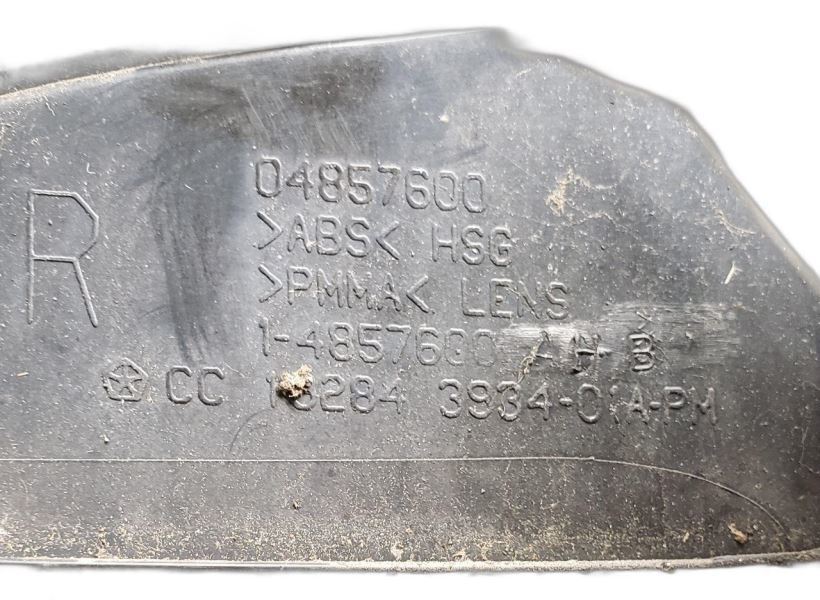 R
04857600
>ABS< HSG
>PMMA< LENS
1-4857600
CC 3934-01A-PM